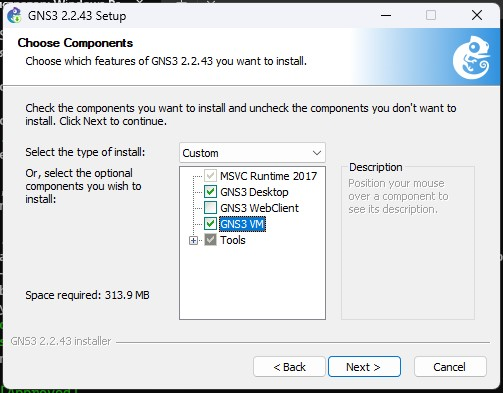 GNS3 2.2.43 Setup
Choose Components
Choose which features of GNS3 2.2.43 you want to install.
Check the components you want to install and uncheck the components you don't want to
install. Click Next to continue.
Select the type of install:
Custom
Or, select the optional
components you wish to
install:
MSVC Runtime 2017
GNS3 Desktop
GNS3 WebClient
GNS3 VM
Tools
Description
Position your mouse
over a component to
see its description.
Space required: 313.9 MB
GNS3 2.2.43 installer
< Back
Next >
Cancel